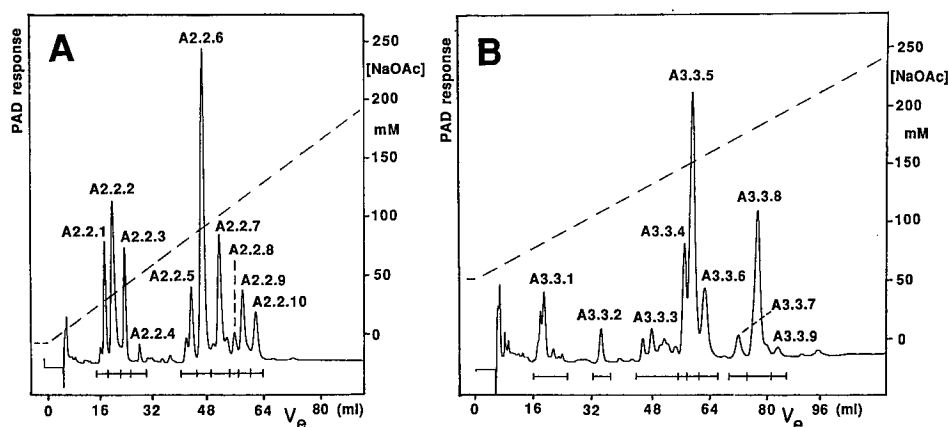 A
PAD response
A2.2.1
A2.2.2
A2.2.3
A2.2.4
A2.2.5
A2.2.6
A2.2.7
A2.2.8
A2.2.9
A2.2.10
250
[NaOAc]
200
mM
150
100
50
0
0 16 32 48 64 80 (ml)
Ve
B
PAD response
A3.3.1
A3.3.2
A3.3.3
A3.3.4
A3.3.5
A3.3.6
A3.3.7
A3.3.8
A3.3.9
250
[NaOAc]
200
mM
150
100
50
0
0 16 32 48 64 80 96 (ml)
Ve